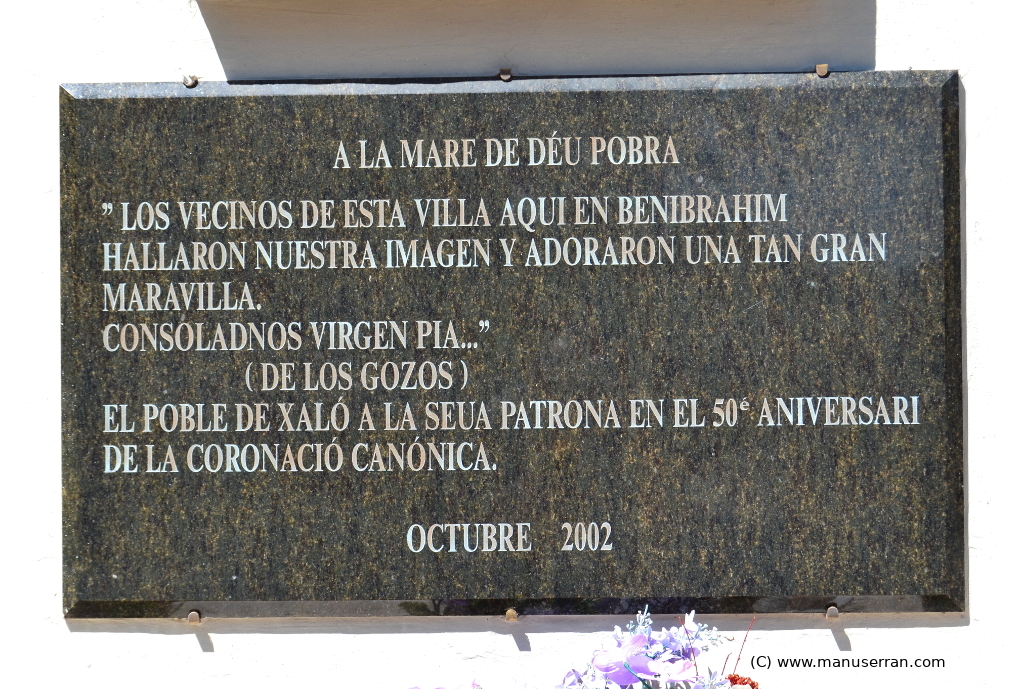 A LA MARE DE DÉU POBRA
” LOS VECINOS DE ESTA VILLA AQUI EN BENIBRAHIM
HALLARON NUESTRA IMAGEN Y ADORARON UNA TAN GRAN
MARAVILLA.
CONSOLADNOS VIRGEN PIA...”
( DE LOS GOZOS )
EL POBLE DE XALÓ A LA SEUA PATRONA EN EL 50é ANIVERSARI
DE LA CORONACIÓ CANÓNICA.
OCTUBRE 2002
(C) www.manuserran.com